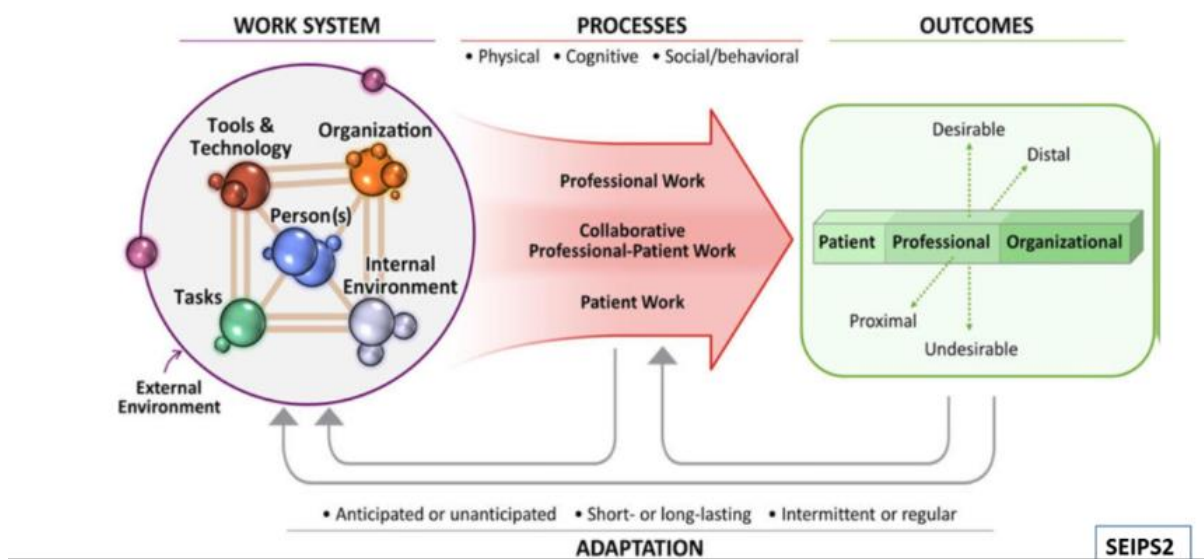 WORK SYSTEM
PROCESSES
OUTCOMES
• Physical • Cognitive • Social/behavioral
Tools &
Technology
Organization
Person(s)
Internal
Environment
Tasks
External
Environment
Professional Work
Collaborative
Professional-Patient Work
Patient Work
Desirable
Distal
Patient
Professional
Organizational
Proximal
Undesirable
• Anticipated or unanticipated • Short- or long-lasting • Intermittent or regular
ADAPTATION
SEIPS2